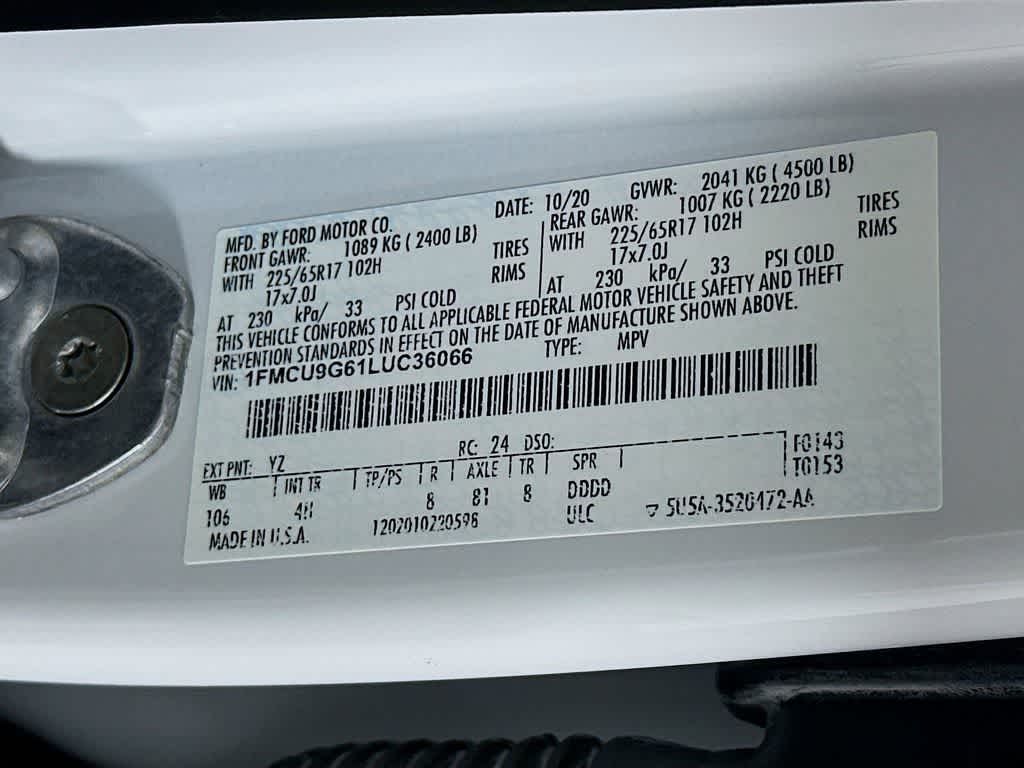 MFD. BY FORD MOTOR CO. DATE: 10/20 GVWR: 2041 KG ( 4500 LB)
FRONT GAWR: 1089 KG ( 2400 LB) REAR GAWR: 1007 KG ( 2220 LB)
WITH 225/65R17 102H TIRES WITH 225/65R17 102H TIRES
17x7.0J RIMS 17x7.0J RIMS
AT 230 kPa/ 33 PSI COLD AT 230 kPa/ 33 PSI COLD
THIS VEHICLE CONFORMS TO ALL APPLICABLE FEDERAL MOTOR VEHICLE SAFETY AND THEFT
PREVENTION STANDARDS IN EFFECT ON THE DATE OF MANUFACTURE SHOWN ABOVE.
VIN: 1FMCU9G61LUC36066 TYPE: MPV
EXT PNT: YZ RC: 24 DSO: F0143
WB INT TR TP/PS R AXLE TR SPR T0153
106 4H 8 81 8 DDDD
MADE IN U.S.A. 1202010230598 ULC 5U5A-3520472-AA